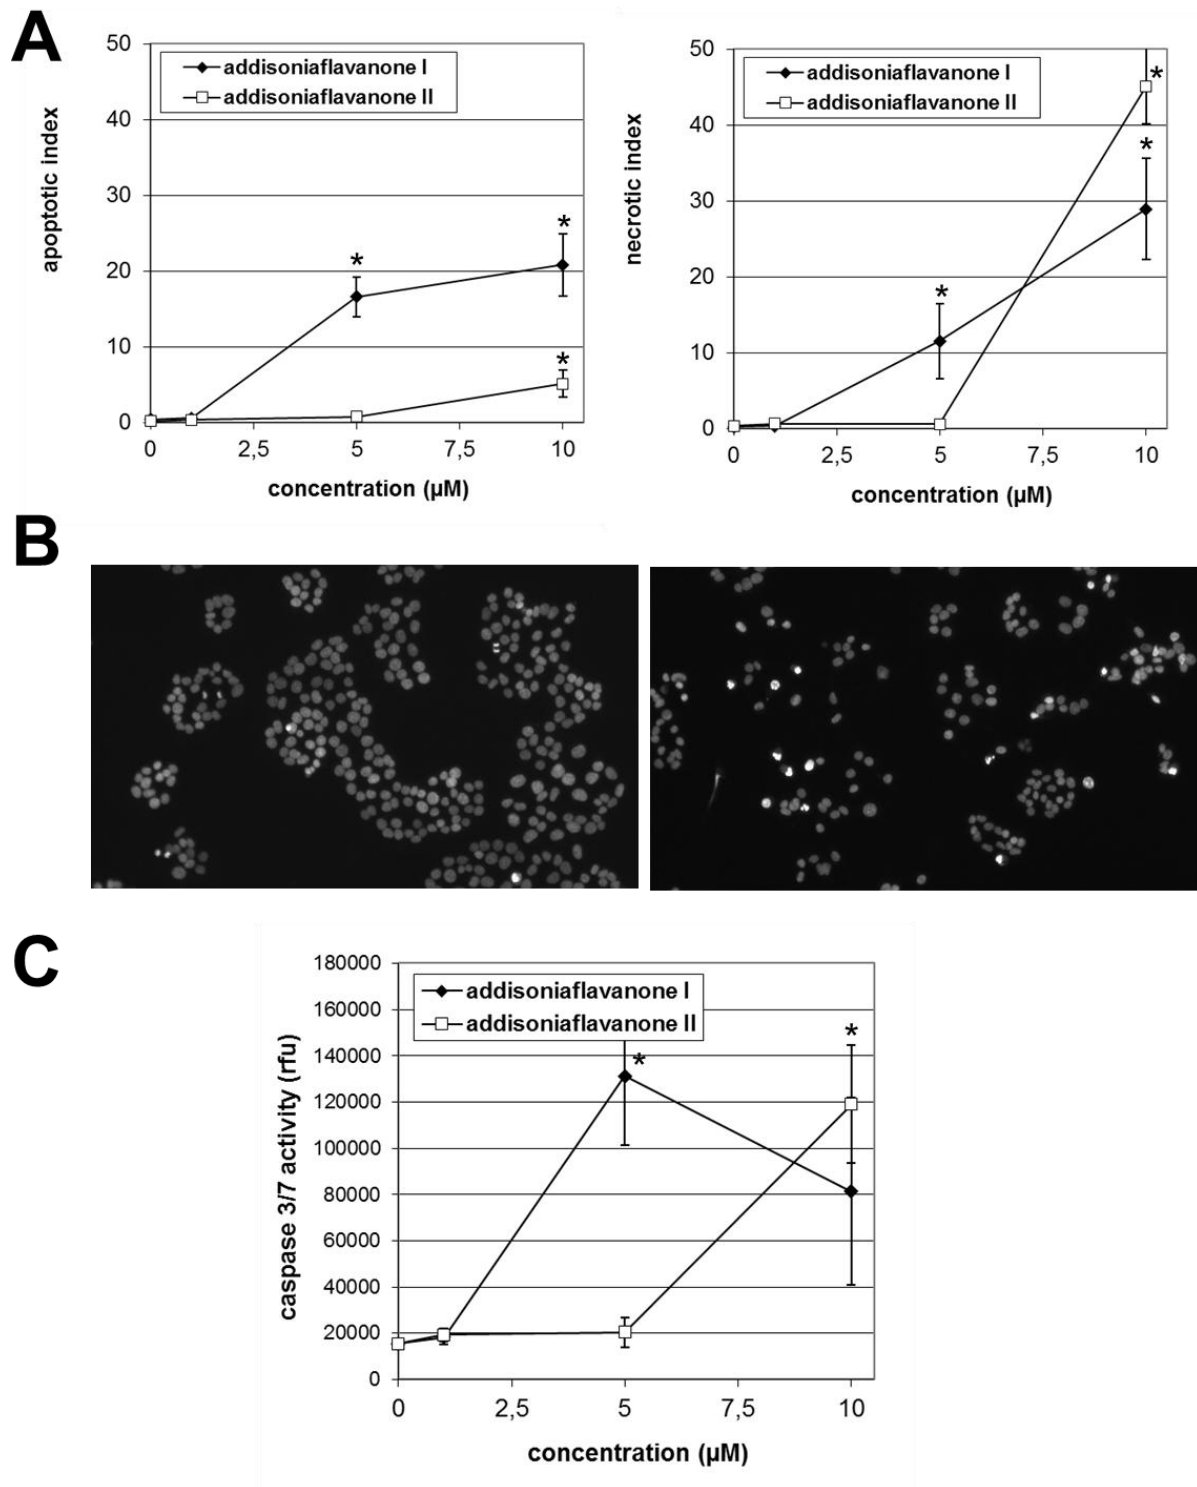 A
50
40
30
20
10
0
apoptotic index
addisoniaflavanone I
addisoniaflavanone II
*
*
*
0 2,5 5 7,5 10
concentration (µM)
50
40
30
20
10
0
necrotic index
addisoniaflavanone I
addisoniaflavanone II
*
*
*
0 2,5 5 7,5 10
concentration (µM)
B
C
180000
160000
140000
120000
100000
80000
60000
40000
20000
0
caspase 3/7 activity (rfu)
addisoniaflavanone I
addisoniaflavanone II
*
*
0 2,5 5 7,5 10
concentration (µM)